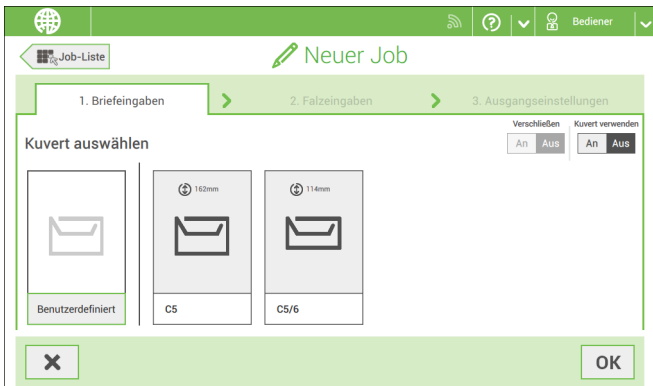 Bediener
Job-Liste
Neuer Job
1. Briefeingaben
2. Falzeingaben
3. Ausgangseinstellungen
Verschließen
Kuvert verwenden
Kuvert auswählen
An Aus
An Aus
162mm
114mm
Benutzerdefiniert
C5
C5/6
OK